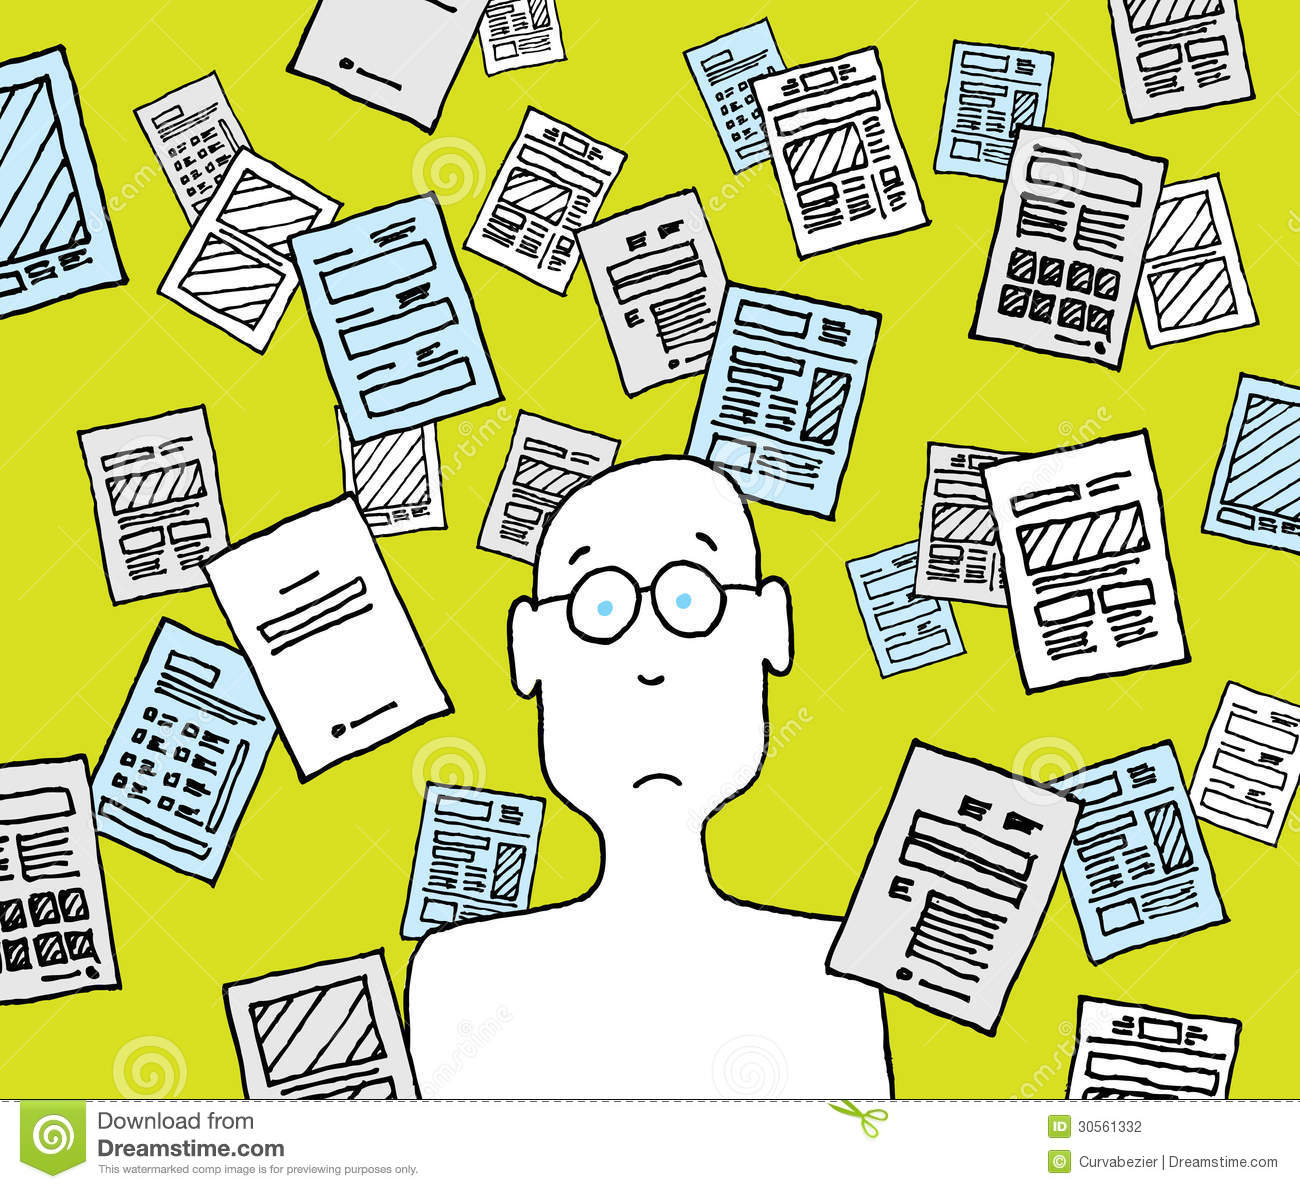 Download from
Dreamstime.com
This watermarked comp image is for previewing purposes only.
ID 30561332
© Curvabezier | Dreamstime.com